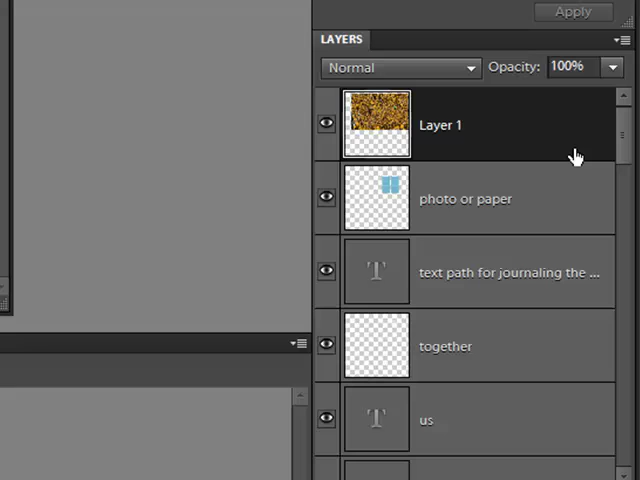 Apply
LAYERS
Normal
Opacity: 100%
Layer 1
photo or paper
T text path for journaling the ...
together
T us